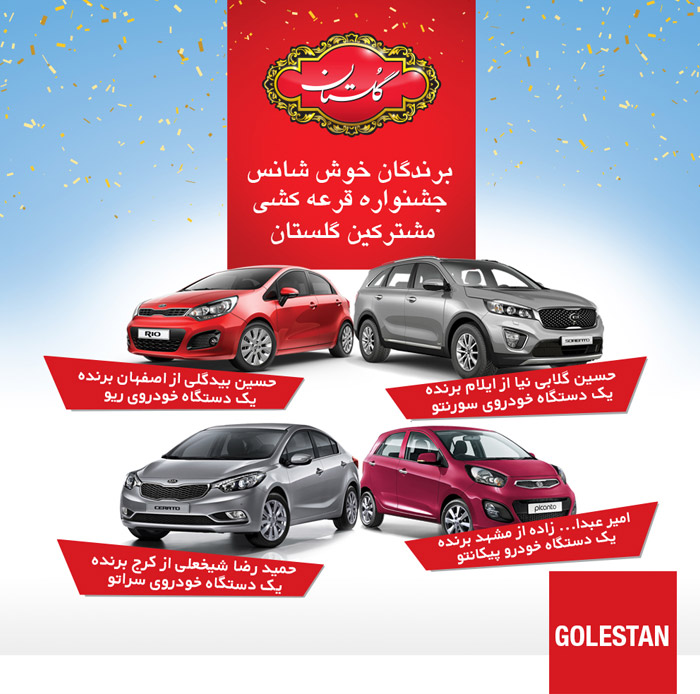 گلستان
برندگان خوش شانس
جشنواره قرعه کشی
مشترکین گلستان
RIO
SORENTO
حسین بیدگلی از اصفهان برنده
یک دستگاه خودروی ریو
حسین گلابی نیا از ایلام برنده
یک دستگاه خودروی سورنتو
CERATO
picanto
حمید رضا شیخعلی از کرج برنده
یک دستگاه خودروی سراتو
امیر عبدا... زاده از مشهد برنده
یک دستگاه خودرو پیکانتو
GOLESTAN